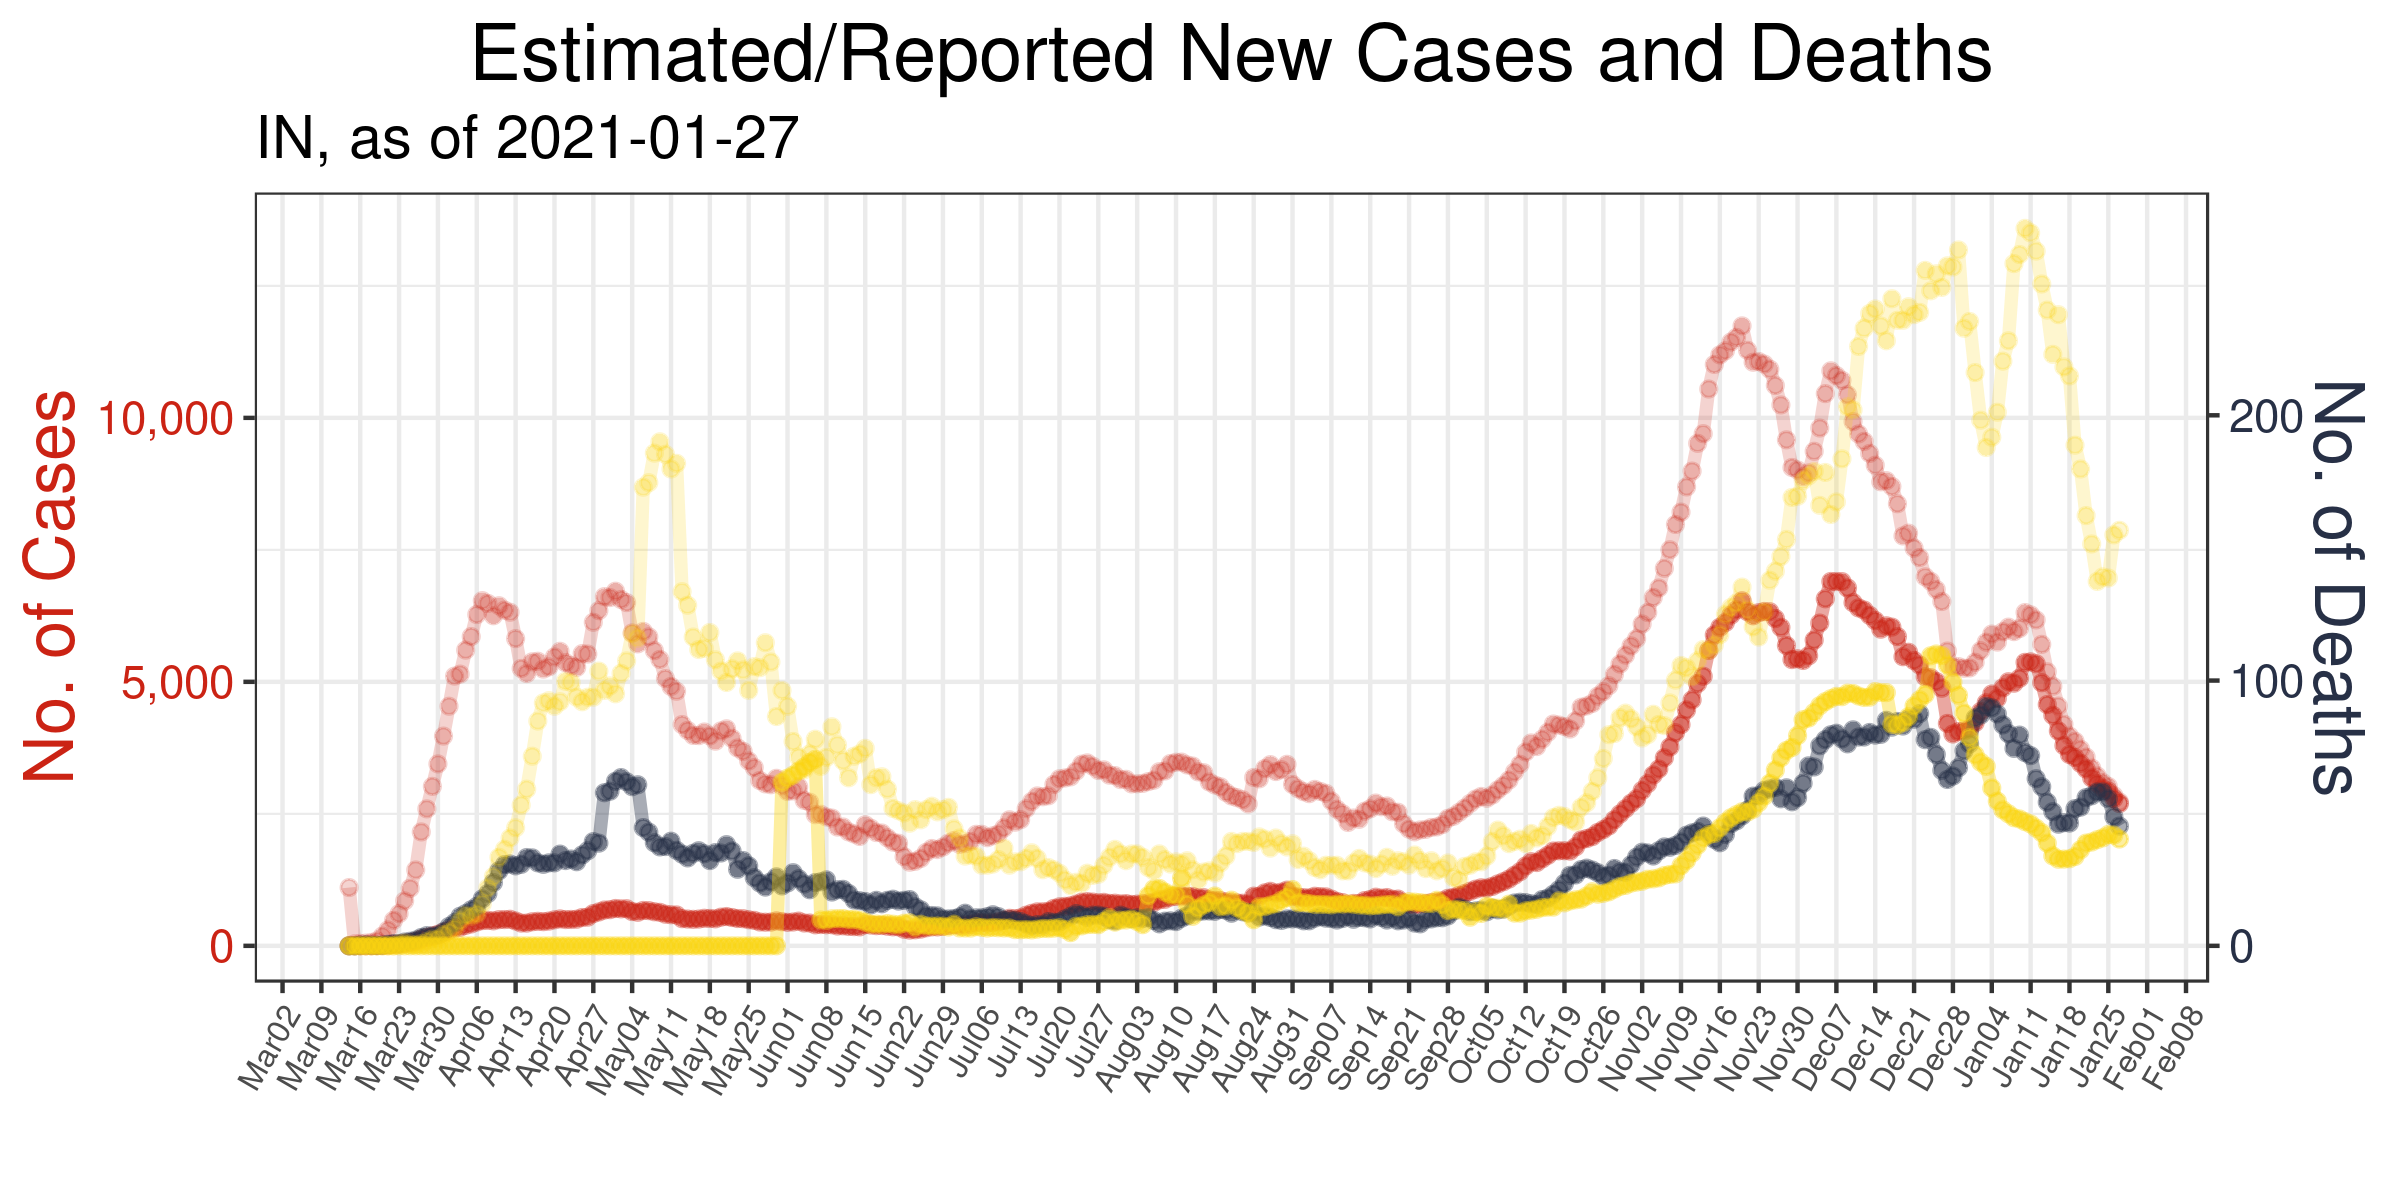 Estimated/Reported New Cases and Deaths
IN, as of 2021-01-27
No. of Cases
10,000
5,000
0
200
100
0
No. of Deaths
Mar02
Mar09
Mar16
Mar23
Mar30
Apr06
Apr13
Apr20
Apr27
May04
May11
May18
May25
Jun01
Jun08
Jun15
Jun22
Jun29
Jul06
Jul13
Jul20
Jul27
Aug03
Aug10
Aug17
Aug24
Aug31
Sep07
Sep14
Sep21
Sep28
Oct05
Oct12
Oct19
Oct26
Nov02
Nov09
Nov16
Nov23
Nov30
Dec07
Dec14
Dec21
Dec28
Jan04
Jan11
Jan18
Jan25
Feb01
Feb08